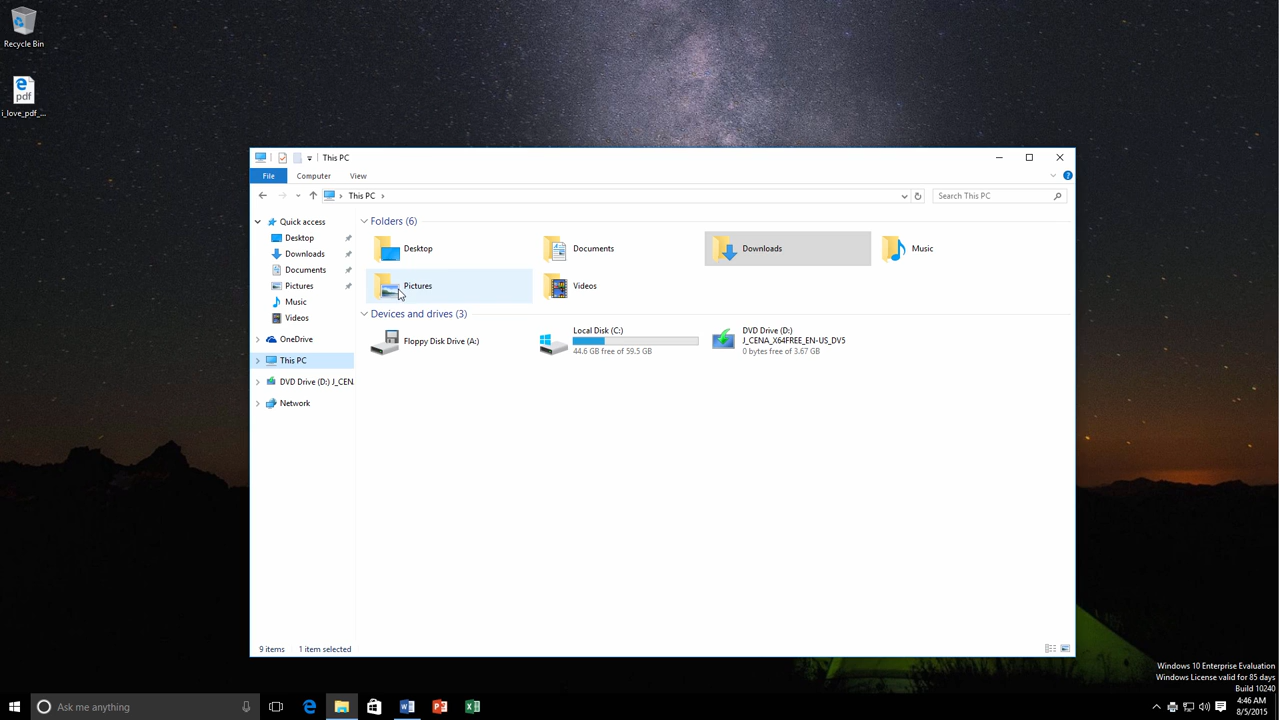 Recycle Bin
pdf
i_love_pdf_...
This PC
File
Computer
View
This PC
Search This PC
Quick access
Desktop
Downloads
Documents
Pictures
Music
Videos
OneDrive
This PC
DVD Drive (D:) J_CEN
Network
Folders (6)
Desktop
Documents
Downloads
Music
Pictures
Videos
Devices and drives (3)
Floppy Disk Drive (A:)
Local Disk (C:)
44.6 GB free of 59.5 GB
DVD Drive (D:)
J_CENA_X64FREE_EN-US_DV5
0 bytes free of 3.67 GB
9 items
1 item selected
Windows 10 Enterprise Evaluation
Windows License valid for 85 days
Build 10240
Ask me anything
4:46 AM
8/5/2015